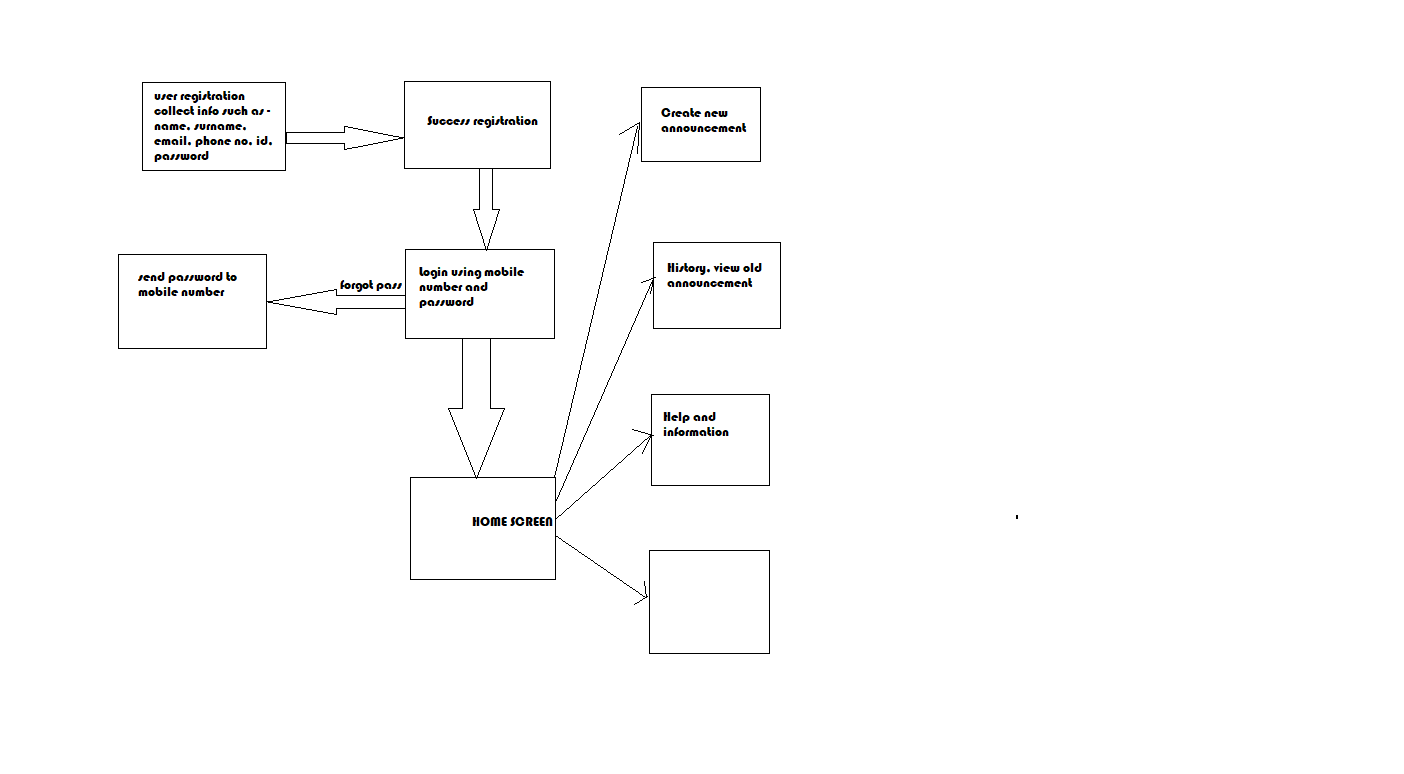 user registration
collect info such as -
name, surname,
email, phone no, id,
password
Success registration
Create new
announcement
send password to
mobile number
forgot pass
Login using mobile
number and
password
History, view old
announcement
Help and
information
HOME SCREEN